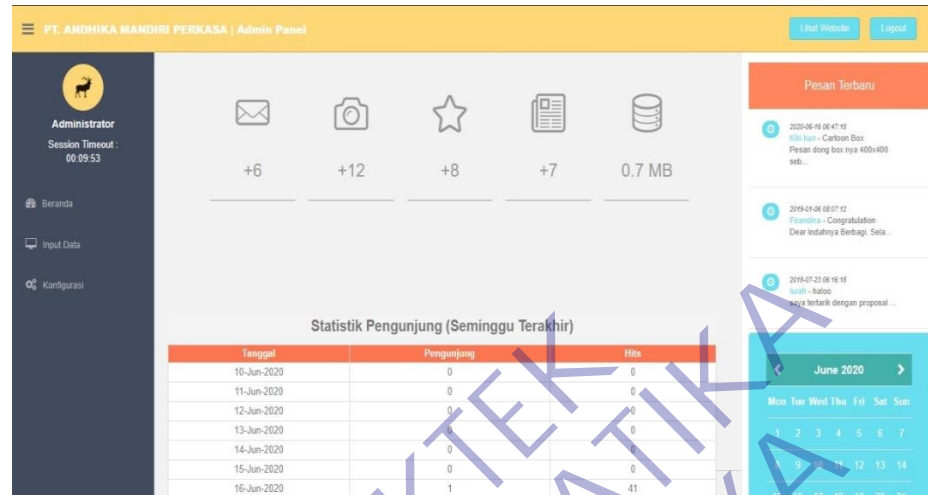 PT. ANDHIKA MANDIRI PERKASA | Admin Panel
Lihat Website
Logout
Administrator
Session Timeout :
00:09:53
Beranda
Input Data
Konfigurasi
+6
+12
+8
+7
0.7 MB
Statistik Pengunjung (Seminggu Terakhir)
Tanggal Pengunjung Hits
10-Jun-2020 0 0
11-Jun-2020 0 0
12-Jun-2020 0 0
13-Jun-2020 0 0
14-Jun-2020 0 0
15-Jun-2020 0 0
16-Jun-2020 1 41
Pesan Terbaru
2020-06-16 06:47:19
Kiki kun - Cartoon Box
Pesan dong box nya 400x400
seb...
2019-01-06 08:07:12
Firandina - Congratulation
Dear Indahnya Berbagi, Sela...
2018-07-23 06:16:18
lurah - haloo
saya tertarik dengan proposal ...
June 2020
Mon Tue Wed Thu Fri Sat Sun
1 2 3 4 5 6 7
8 9 10 11 12 13 14